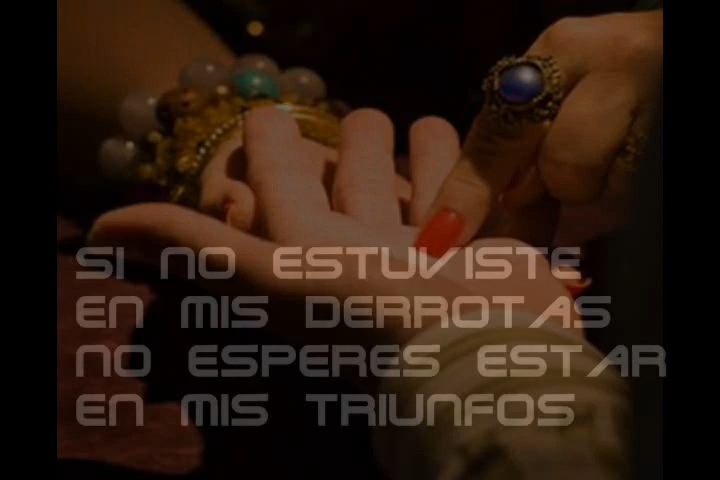 SI NO ESTUVISTE
EN MIS DERROTAS
NO ESPERES ESTAR
EN MIS TRIUNFOS